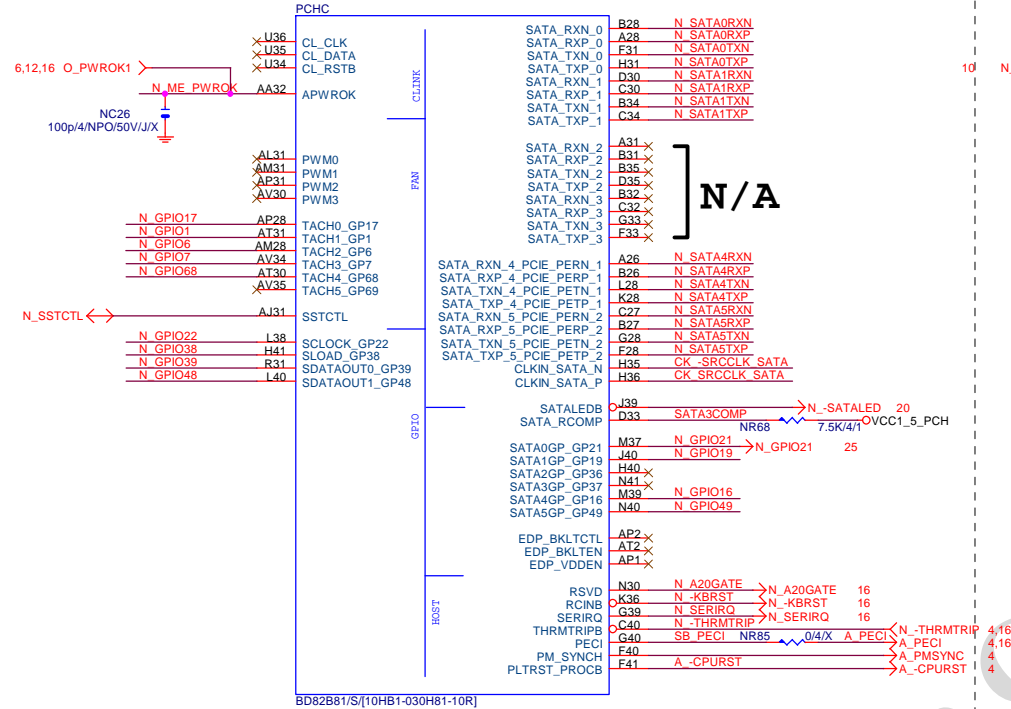 PCHC
U36 CL_CLK
U35 CL_DATA
U34 CL_RSTB
6,12,16 O_PWROK1
N_ME_PWROK AA32 APWROK
NC26
100p/4/NPO/50V/J/X
CLINK
AL31 PWM0
AM31 PWM1
AP31 PWM2
AV30 PWM3
FAN
N_GPIO17 AP28 TACH0_GP17
N_GPIO1 AT31 TACH1_GP1
N_GPIO6 AM28 TACH2_GP6
N_GPIO7 AV34 TACH3_GP7
N_GPIO68 AT30 TACH4_GP68
AV35 TACH5_GP69
N_SSTCTL AJ31 SSTCTL
N_GPIO22 L38 SCLOCK_GP22
N_GPIO38 H41 SLOAD_GP38
N_GPIO39 R31 SDATAOUT0_GP39
N_GPIO48 L40 SDATAOUT1_GP48
GPIO
HOST
SATA_RXN_0 B28 N_SATA0RXN
SATA_RXP_0 A28 N_SATA0RXP
SATA_TXN_0 F31 N_SATA0TXN
SATA_TXP_0 H31 N_SATA0TXP
SATA_RXN_1 D30 N_SATA1RXN
SATA_RXP_1 C30 N_SATA1RXP
SATA_TXN_1 B34 N_SATA1TXN
SATA_TXP_1 C34 N_SATA1TXP
SATA_RXN_2 A31
SATA_RXP_2 B31
SATA_TXN_2 B35
SATA_TXP_2 D35
SATA_RXN_3 B32
SATA_RXP_3 C32
SATA_TXN_3 G33
SATA_TXP_3 F33
N/A
SATA_RXN_4_PCIE_PERN_1 A26 N_SATA4RXN
SATA_RXP_4_PCIE_PERP_1 B26 N_SATA4RXP
SATA_TXN_4_PCIE_PETN_1 L28 N_SATA4TXN
SATA_TXP_4_PCIE_PETP_1 K28 N_SATA4TXP
SATA_RXN_5_PCIE_PERN_2 C27 N_SATA5RXN
SATA_RXP_5_PCIE_PERP_2 B27 N_SATA5RXP
SATA_TXN_5_PCIE_PETN_2 G28 N_SATA5TXN
SATA_TXP_5_PCIE_PETP_2 F28 N_SATA5TXP
CLKIN_SATA_N H35 CK_-SRCCLK_SATA
CLKIN_SATA_P H36 CK_SRCCLK_SATA
SATALEDB J39 N_-SATALED 20
SATA_RCOMP D33 SATA3COMP NR68 7.5K/4/1 VCC1_5_PCH
SATA0GP_GP21 M37 N_GPIO21 N_GPIO21 25
SATA1GP_GP19 J40 N_GPIO19
SATA2GP_GP36 H40
SATA3GP_GP37 N41
SATA4GP_GP16 M39 N_GPIO16
SATA5GP_GP49 N40 N_GPIO49
EDP_BKLTCTL AP2
EDP_BKLTEN AT2
EDP_VDDEN AP1
RSVD N30 N_A20GATE N_A20GATE 16
RCINB K36 N_-KBRST N_-KBRST 16
SERIRQ G39 N_SERIRQ N_SERIRQ 16
THRMTRIPB C40 N_-THRMTRIP N_-THRMTRIP 4,16
PECI G40 SB_PECI NR85 0/4/X A_PECI A_PECI 4,16
PM_SYNCH F40 A_PMSYNC 4
PLTRST_PROCB F41 A_-CPURST A_-CPURST 4
BD82B81/S/[10HB1-030H81-10R]
10 N_